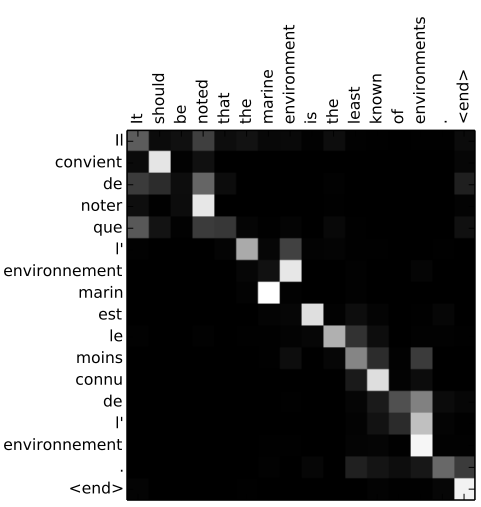 It should be noted that the marine environment is the least known of environments . <end>
Il
convient
de
noter
que
l'
environnement
marin
est
le
moins
connu
de
l'
environnement
.
<end>